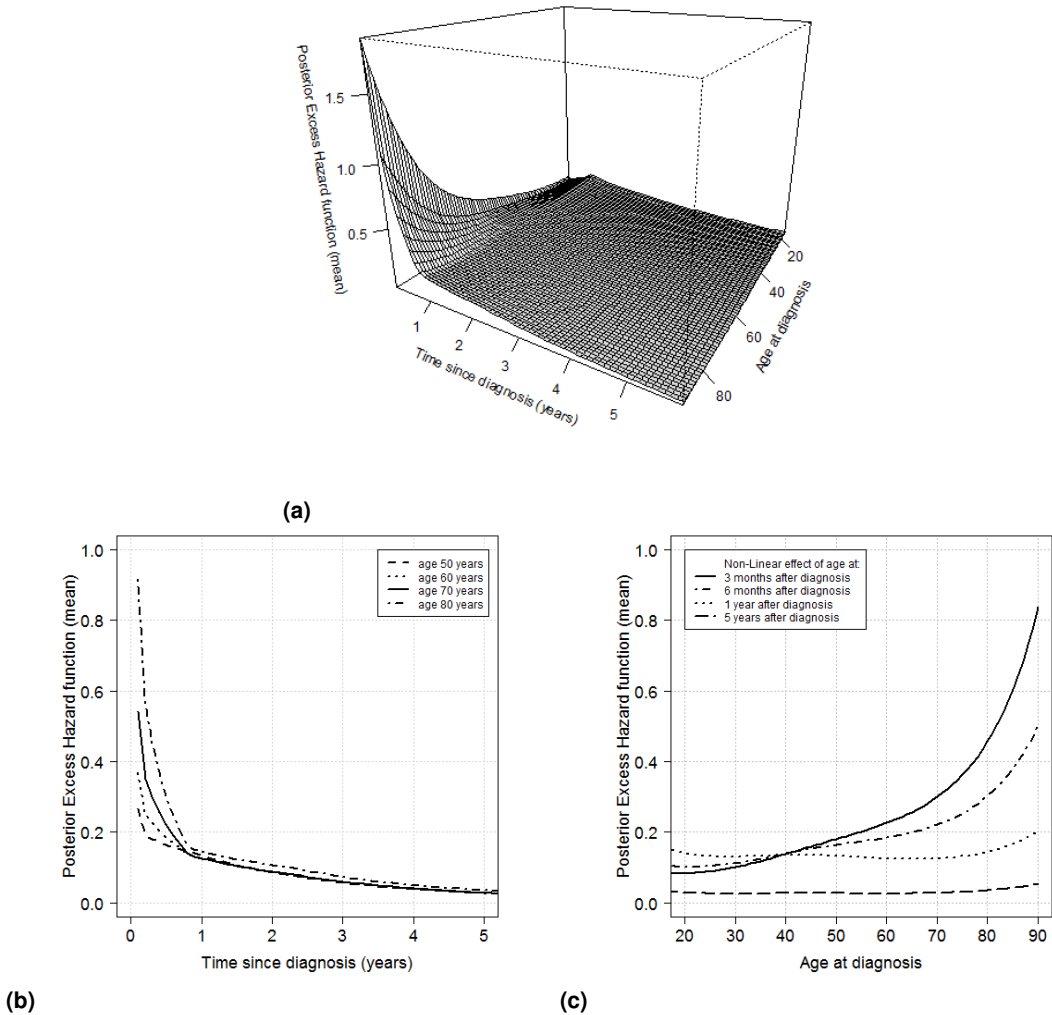 Posterior Excess Hazard function (mean)
1.5
1.0
0.5
1
2
3
4
5
Time since diagnosis (years)
20
40
60
80
Age at diagnosis
(a)
Posterior Excess Hazard function (mean)
1.0
0.8
0.6
0.4
0.2
0.0
age 50 years
age 60 years
age 70 years
age 80 years
0 1 2 3 4 5
Time since diagnosis (years)
(b)
Posterior Excess Hazard function (mean)
1.0
0.8
0.6
0.4
0.2
0.0
Non-Linear effect of age at:
3 months after diagnosis
6 months after diagnosis
1 year after diagnosis
5 years after diagnosis
20 30 40 50 60 70 80 90
Age at diagnosis
(c)